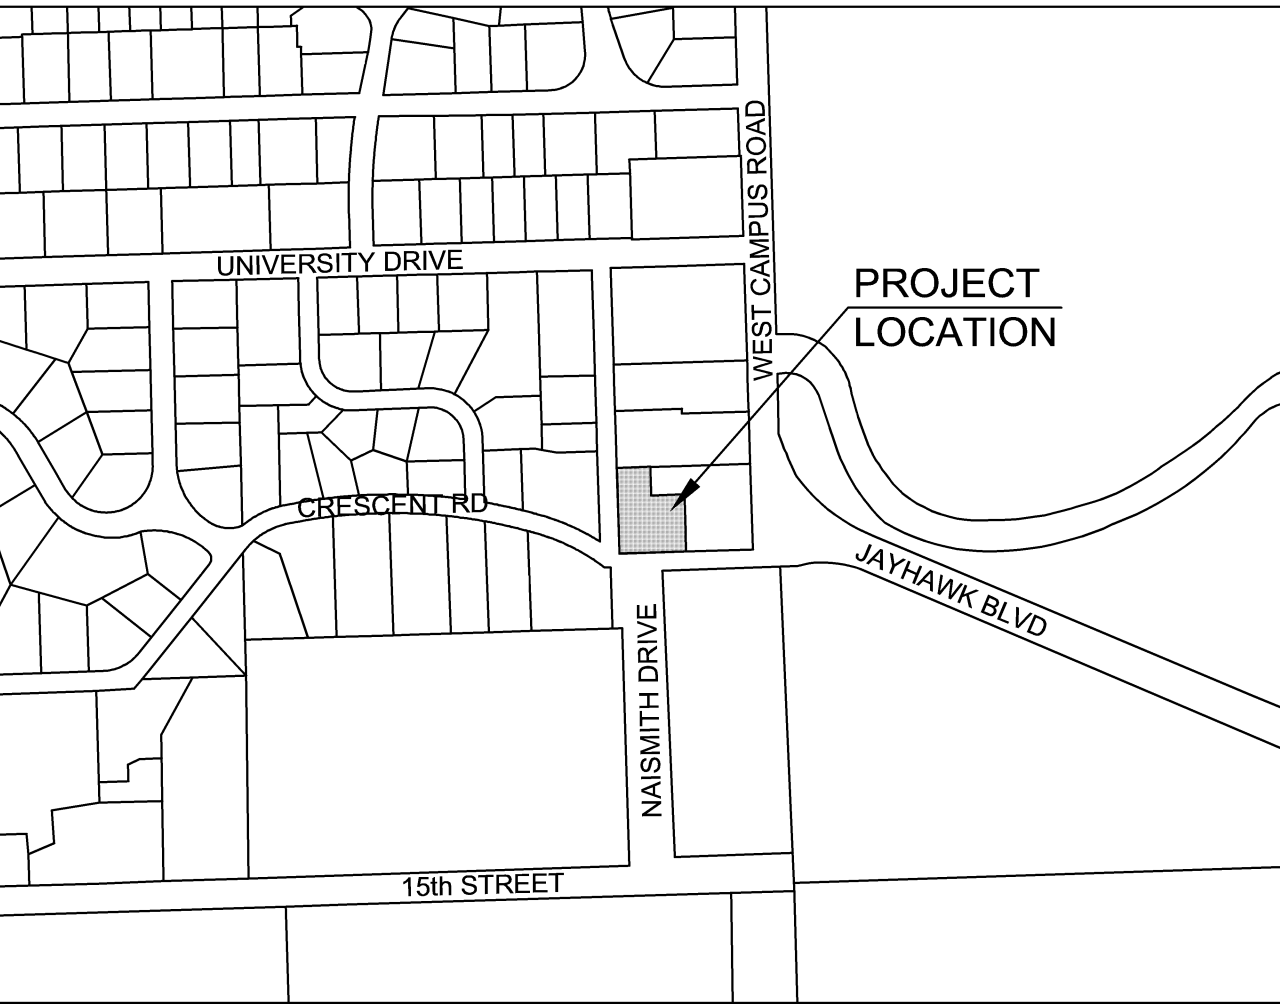 WEST CAMPUS ROAD
UNIVERSITY DRIVE
PROJECT
LOCATION
CRESCENT RD
JAYHAWK BLVD
NAISMITH DRIVE
15th STREET